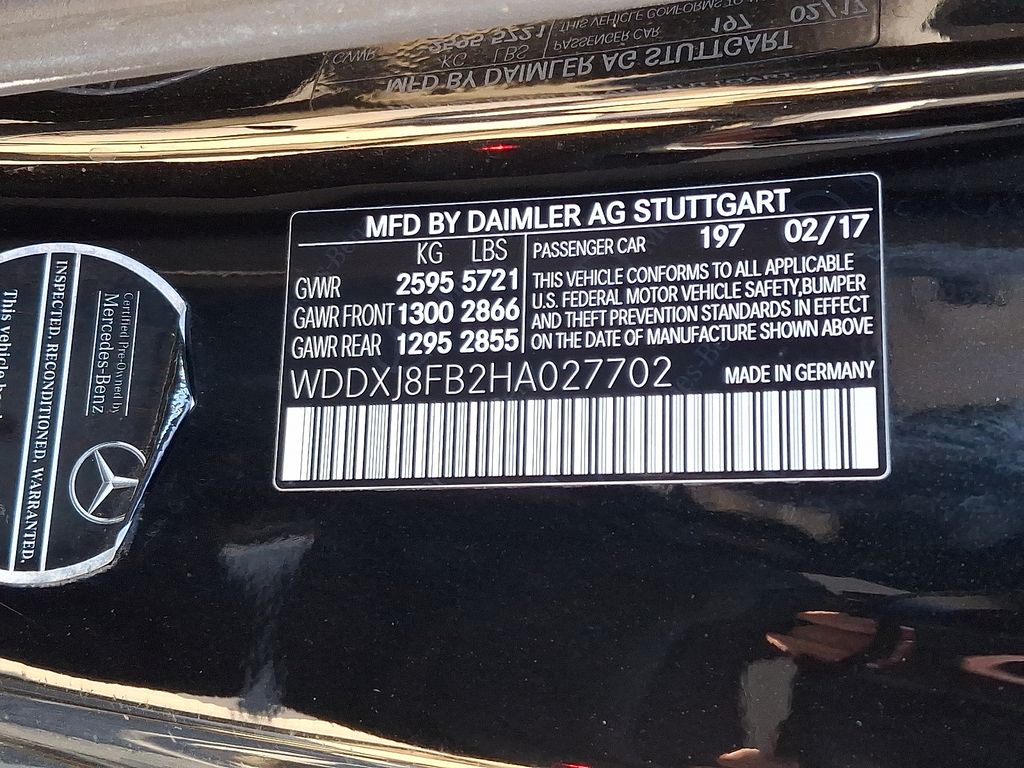 MFD BY DAIMLER AG STUTTGART
KG LBS
GVWR 2595 5721
GAWR FRONT 1300 2866
GAWR REAR 1295 2855
PASSENGER CAR 197 02/17
THIS VEHICLE CONFORMS TO ALL APPLICABLE
U.S. FEDERAL MOTOR VEHICLE SAFETY,BUMPER
AND THEFT PREVENTION STANDARDS IN EFFECT
ON THE DATE OF MANUFACTURE SHOWN ABOVE
WDDXJ8FB2HA027702 MADE IN GERMANY
Certified Pre-Owned by
Mercedes-Benz
INSPECTED, RECONDITIONED, WARRANTED.
This vehicle